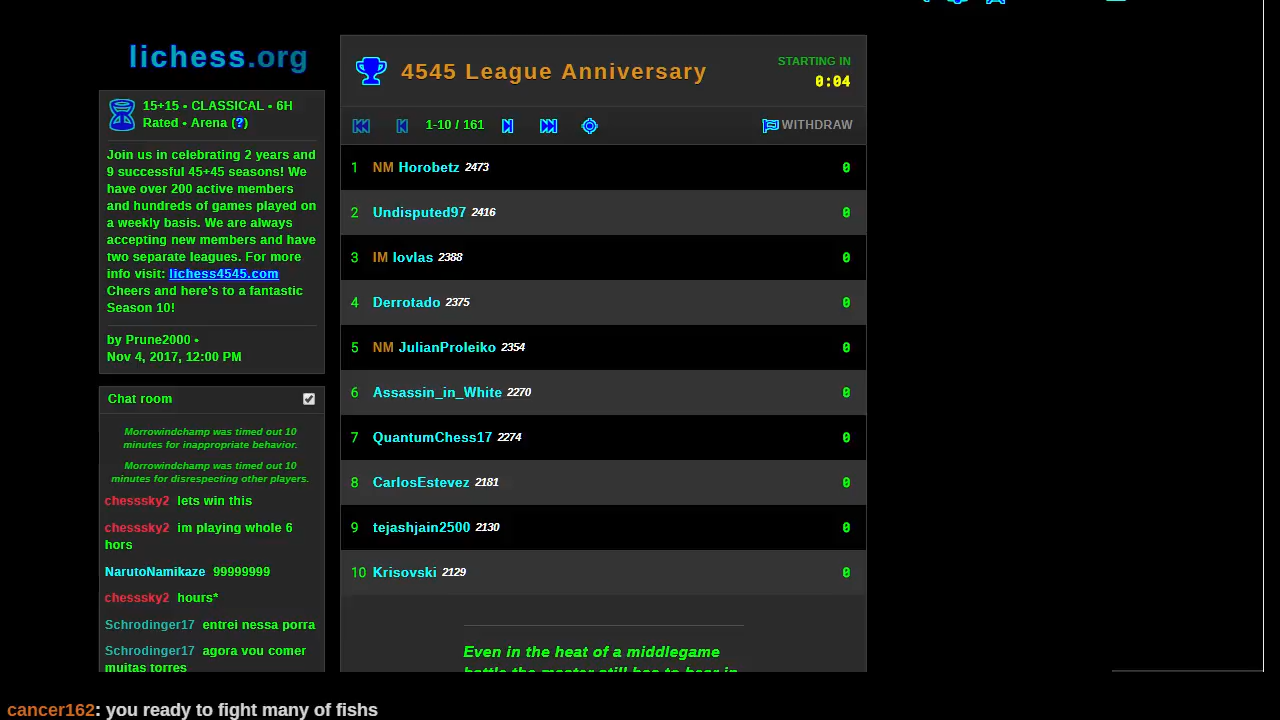 lichess.org
15+15 • CLASSICAL • 6H
Rated • Arena (?)
Join us in celebrating 2 years and
9 successful 45+45 seasons! We
have over 200 active members
and hundreds of games played on
a weekly basis. We are always
accepting new members and have
two separate leagues. For more
info visit: lichess4545.com
Cheers and here's to a fantastic
Season 10!
by Prune2000 •
Nov 4, 2017, 12:00 PM
Chat room
Morrowindchamp was timed out 10
minutes for inappropriate behavior.
Morrowindchamp was timed out 10
minutes for disrespecting other players.
chesssky2 lets win this
chesssky2 im playing whole 6
hors
NarutoNamikaze 99999999
chesssky2 hours*
Schrodinger17 entrei nessa porra
Schrodinger17 agora vou comer
muitas torres
4545 League Anniversary
STARTING IN
0:04
1-10 / 161
WITHDRAW
1 NM Horobetz 2473 0
2 Undisputed97 2416 0
3 IM lovlas 2388 0
4 Derrotado 2375 0
5 NM JulianProleiko 2354 0
6 Assassin_in_White 2270 0
7 QuantumChess17 2274 0
8 CarlosEstevez 2181 0
9 tejashjain2500 2130 0
10 Krisovski 2129 0
Even in the heat of a middlegame
battle the master still has to bear in
cancer162: you ready to fight many of fishs